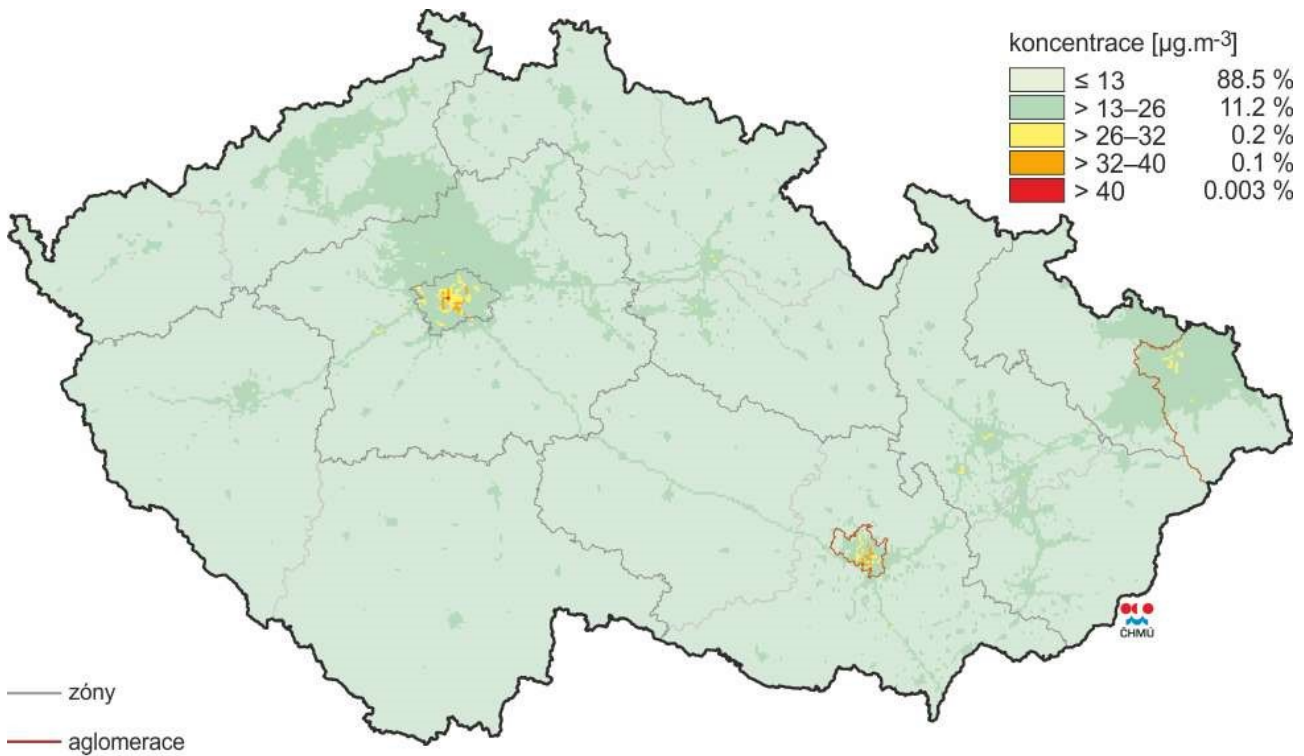 koncentrace [µg.m-3]
≤ 13 88.5 %
> 13–26 11.2 %
> 26–32 0.2 %
> 32–40 0.1 %
> 40 0.003 %
ČHMÚ
zóny
aglomerace